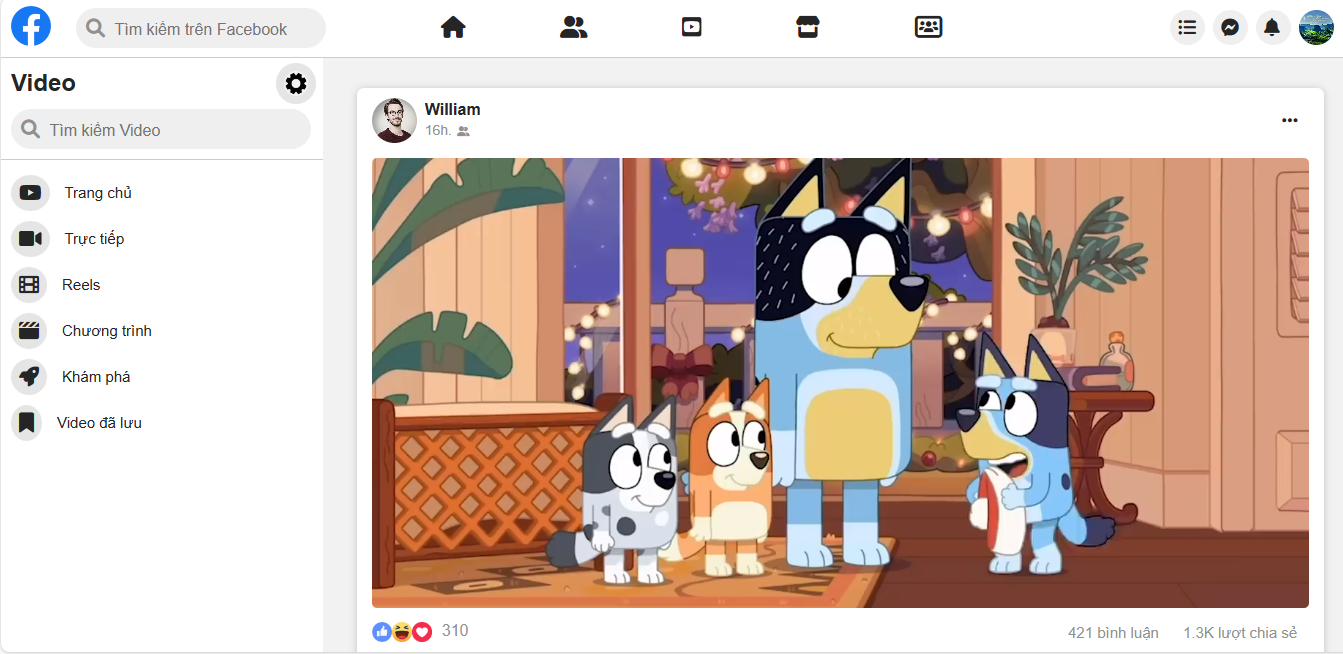 Tìm kiếm trên Facebook
Video
Tìm kiếm Video
Trang chủ
Trực tiếp
Reels
Chương trình
Khám phá
Video đã lưu
William
16h.
310
421 bình luận
1.3K lượt chia sẻ